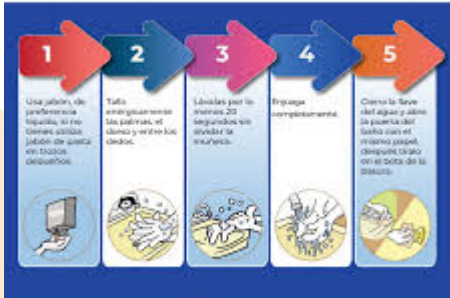 1
Usa jabón, de
preferencia
líquido, si no
tienes utiliza
jabón de pasta
en trozos
pequeños.
2
Talla
enérgicamente
las palmas, el
dorso y entre los
dedos.
3
Lávalas por lo
menos 20
segundos sin
olvidar la
muñeca.
4
Enjuaga
completamente.
5
Cierra la llave
del agua y abre
la puerta del
baño con el
mismo papel,
después tíralo
en el bote de la
basura.